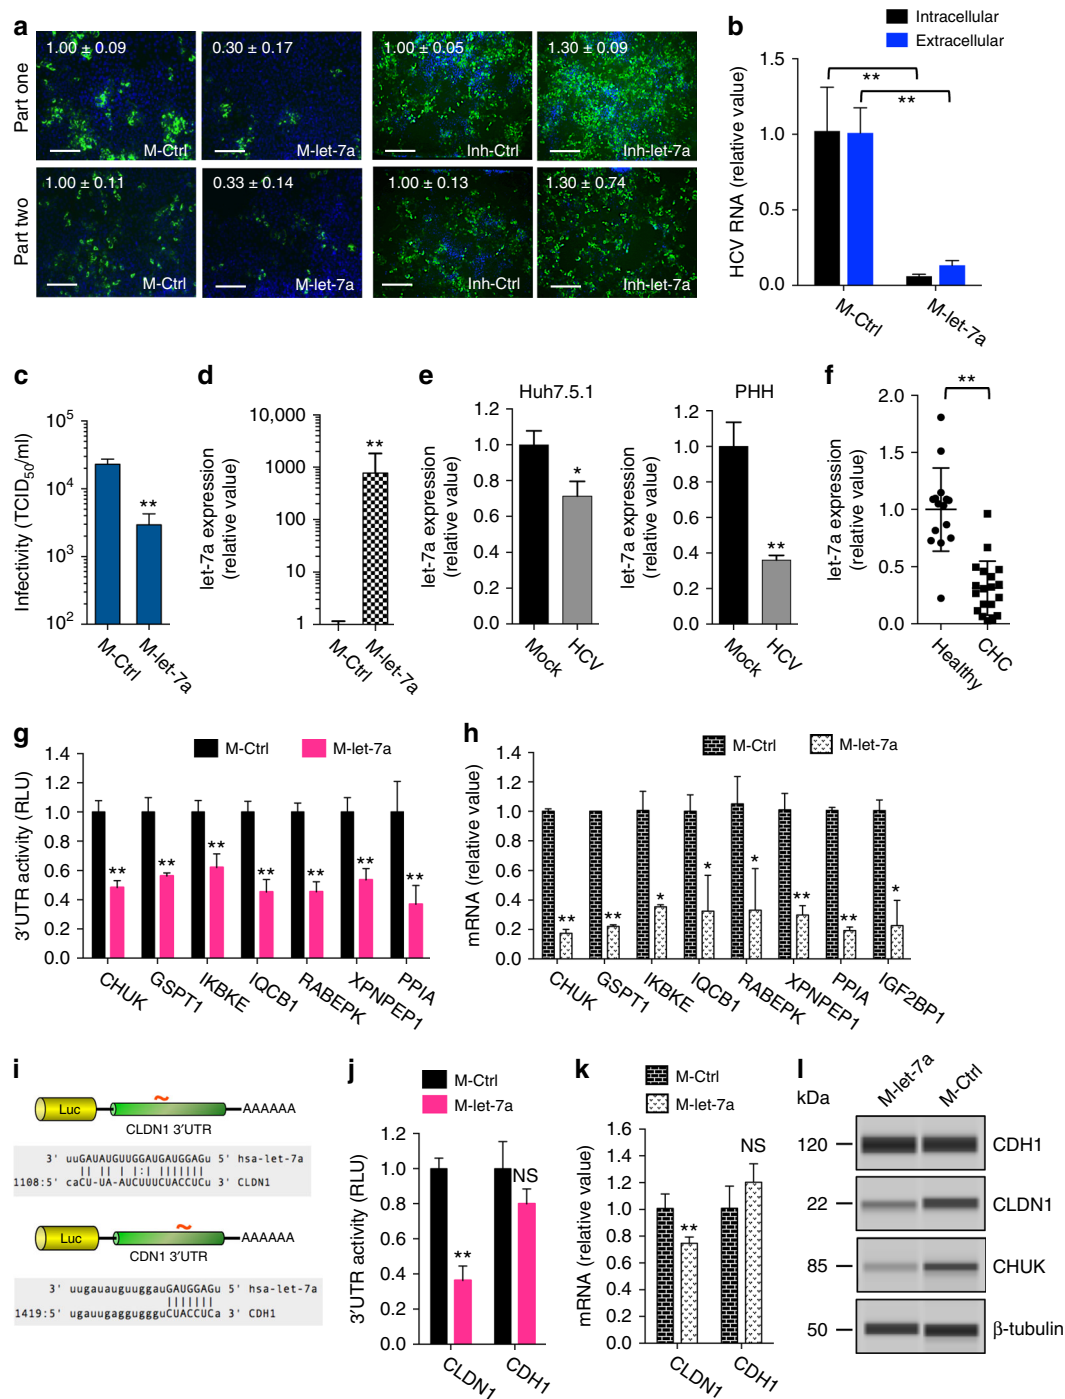 a
Part one
1.00 ± 0.09
M-Ctrl
0.30 ± 0.17
M-let-7a
1.00 ± 0.05
Inh-Ctrl
1.30 ± 0.09
Inh-let-7a
Part two
1.00 ± 0.11
M-Ctrl
0.33 ± 0.14
M-let-7a
1.00 ± 0.13
Inh-Ctrl
1.30 ± 0.74
Inh-let-7a
b
Intracellular
Extracellular
HCV RNA (relative value)
1.5
1.0
0.5
0.0
**
**
M-Ctrl
M-let-7a
c
Infectivity (TCID50/ml)
10^5
10^4
10^3
10^2
**
M-Ctrl
M-let-7a
d
let-7a expression
(relative value)
10,000
1000
100
10
1
**
M-Ctrl
M-let-7a
e
Huh7.5.1
let-7a expression
(relative value)
1.2
1.0
0.8
0.6
0.4
0.2
0.0
*
Mock
HCV
PHH
let-7a expression
(relative value)
1.2
1.0
0.8
0.6
0.4
0.2
0.0
**
Mock
HCV
f
let-7a expression
(relative value)
2.0
1.5
1.0
0.5
0.0
**
Healthy
CHC
g
M-Ctrl
M-let-7a
3′UTR activity (RLU)
1.4
1.2
1.0
0.8
0.6
0.4
0.2
0.0
** ** ** ** ** ** **
CHUK
GSPT1
IKBKE
IQCB1
RABEPK
XPNPEP1
PPIA
h
M-Ctrl
M-let-7a
mRNA (relative value)
1.4
1.2
1.0
0.8
0.6
0.4
0.2
0.0
** ** * * * ** ** *
CHUK
GSPT1
IKBKE
IQCB1
RABEPK
XPNPEP1
PPIA
IGF2BP1
i
Luc
AAAAAA
CLDN1 3′UTR
3' uuGAUAUGUUGGAUGAUGGAGu 5' hsa-let-7a
|| || | |:| |||||||
1108:5' caCU-UA-AUCUUUCUACCUCu 3' CLDN1
Luc
AAAAAA
CDN1 3′UTR
3' uugauauguuggauGAUGGAGu 5' hsa-let-7a
|||||||
1419:5' ugauugagguggguCUACCUCa 3' CDH1
j
M-Ctrl
M-let-7a
3′UTR activity (RLU)
1.2
1.0
0.8
0.6
0.4
0.2
0.0
**
NS
CLDN1
CDH1
k
M-Ctrl
M-let-7a
mRNA (relative value)
1.6
1.4
1.2
1.0
0.8
0.6
0.4
0.2
0.0
**
NS
CLDN1
CDH1
l
M-let-7a
M-Ctrl
kDa
120
CDH1
22
CLDN1
85
CHUK
50
β-tubulin